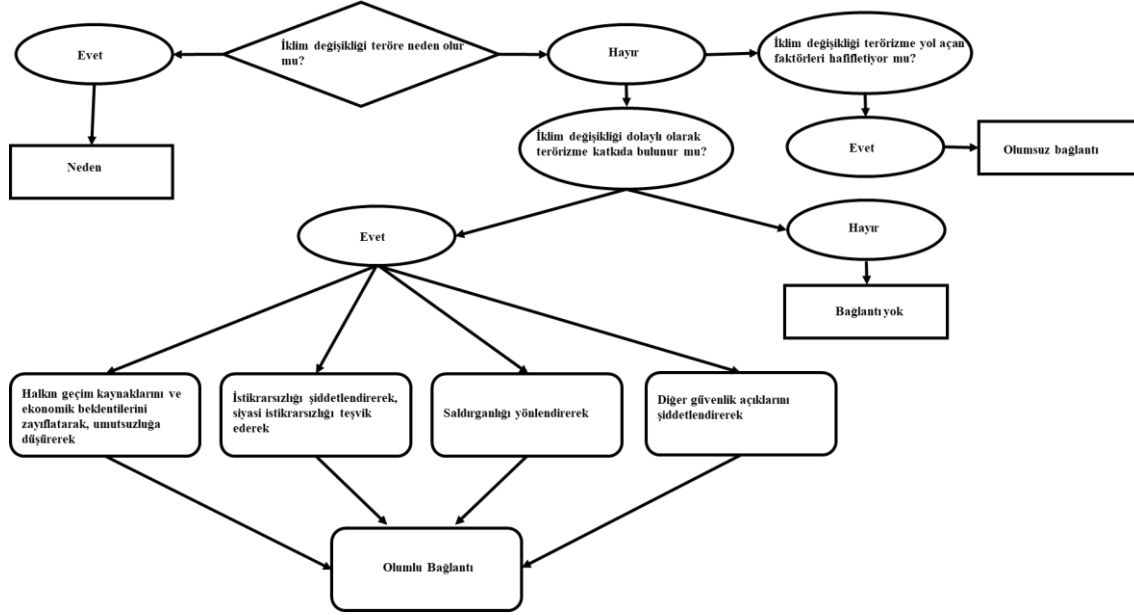 İklim değişikliği teröre neden olur
mu?
Evet
Hayır
İklim değişikliği terörizme yol açan
faktörleri hafifletiyor mu?
Neden
İklim değişikliği dolaylı olarak
terörizme katkıda bulunur mu?
Evet
Olumsuz bağlantı
Evet
Hayır
Bağlantı yok
Halkın geçim kaynaklarını ve
ekonomik beklentilerini
zayıflatarak, umutsuzluğa
düşürerek
İstikrarsızlığı şiddetlendirerek,
siyasi istikrarsızlığı teşvik
ederek
Saldırganlığı yönlendirerek
Diğer güvenlik açıklarını
şiddetlendirerek
Olumlu Bağlantı